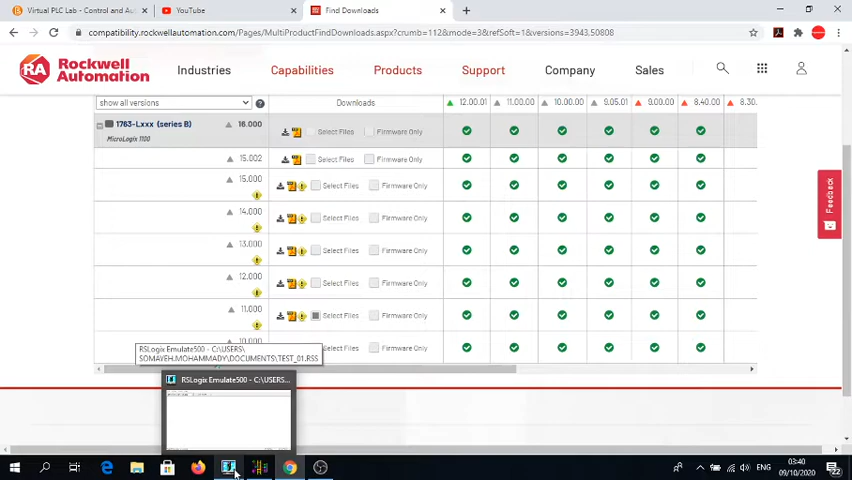 Virtual PLC Lab - Control and Au
YouTube
Find Downloads
compatibility.rockwellautomation.com/Pages/MultiProductFindDownloads.aspx?crumb=112&mode=3&refSoft=1&versions=3943.50808
RA Rockwell Automation
Industries Capabilities Products Support Company Sales
show all versions Downloads 12.00.01 11.00.00 10.00.00 9.05.01 9.00.00 8.40.00 8.30.
1763-Lxxx (series B) 16.000 Select Files Firmware Only
MicroLogix 1100
15.002 Select Files Firmware Only
15.000 Select Files Firmware Only
14.000 Select Files Firmware Only
13.000 Select Files Firmware Only
12.000 Select Files Firmware Only
11.000 Select Files Firmware Only
10.000 Select Files Firmware Only
Feedback
RSLogix Emulate500 - C:\USERS\
SOMAYEH.MOHAMMADY\DOCUMENTS\TEST_01.RSS
RSLogix Emulate500 - C:\USERS...
ENG
03:40
09/10/2020
22